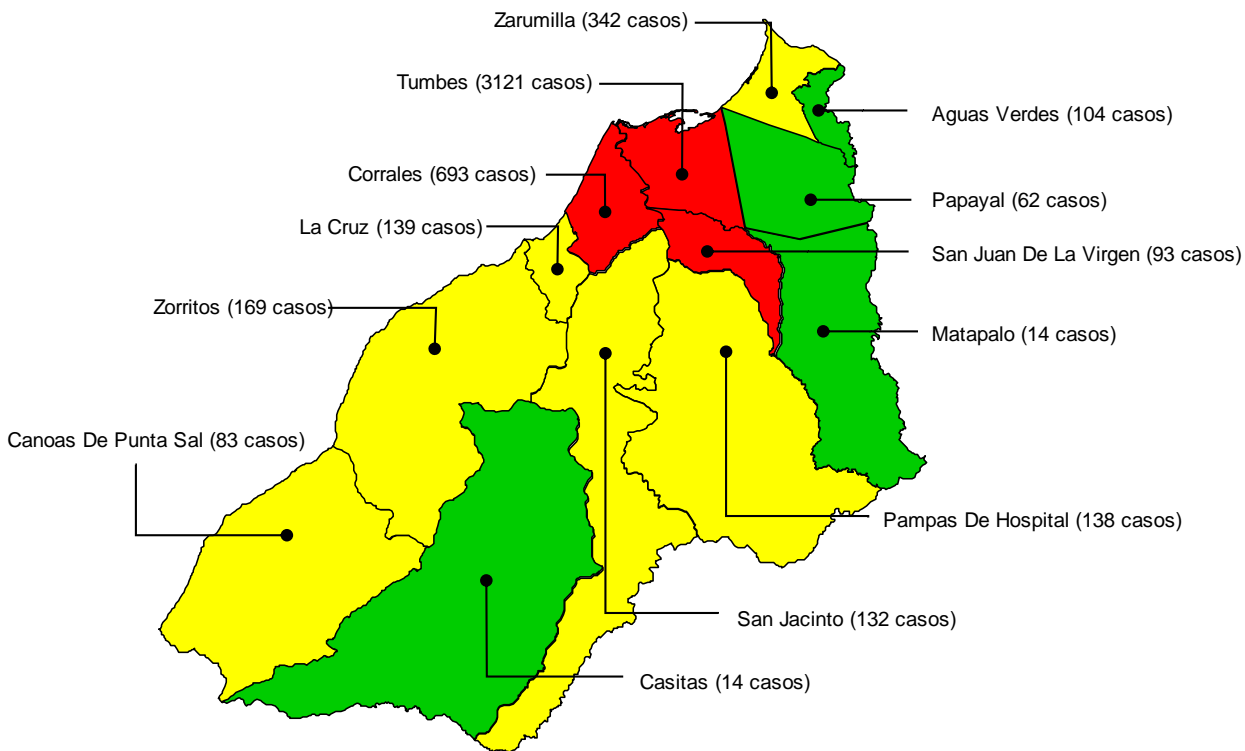 Zarumilla (342 casos)
Tumbes (3121 casos)
Aguas Verdes (104 casos)
Corrales (693 casos)
Papayal (62 casos)
La Cruz (139 casos)
San Juan De La Virgen (93 casos)
Zorritos (169 casos)
Matapalo (14 casos)
Canoas De Punta Sal (83 casos)
Pampas De Hospital (138 casos)
San Jacinto (132 casos)
Casitas (14 casos)